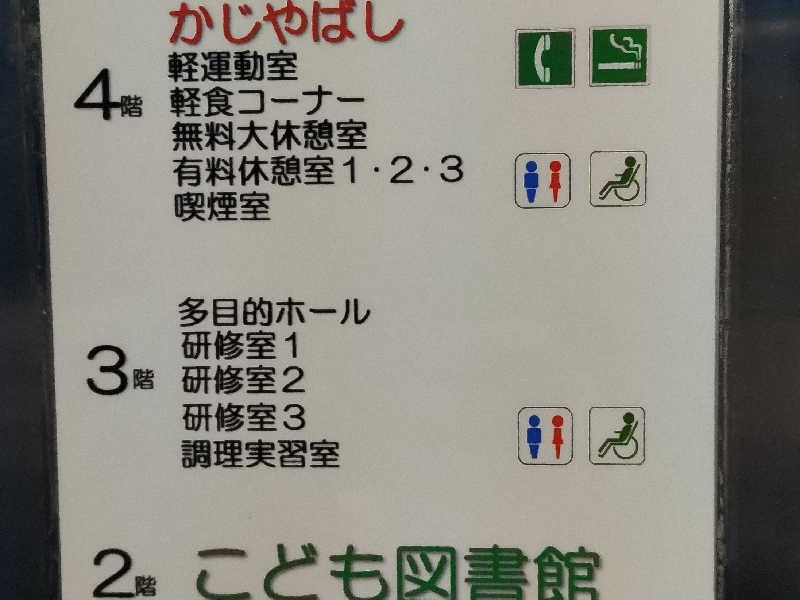 かじやばし
4階
軽運動室
軽食コーナー
無料大休憩室
有料休憩室1・2・3
喫煙室
3階
多目的ホール
研修室1
研修室2
研修室3
調理実習室
2階 こども図書館